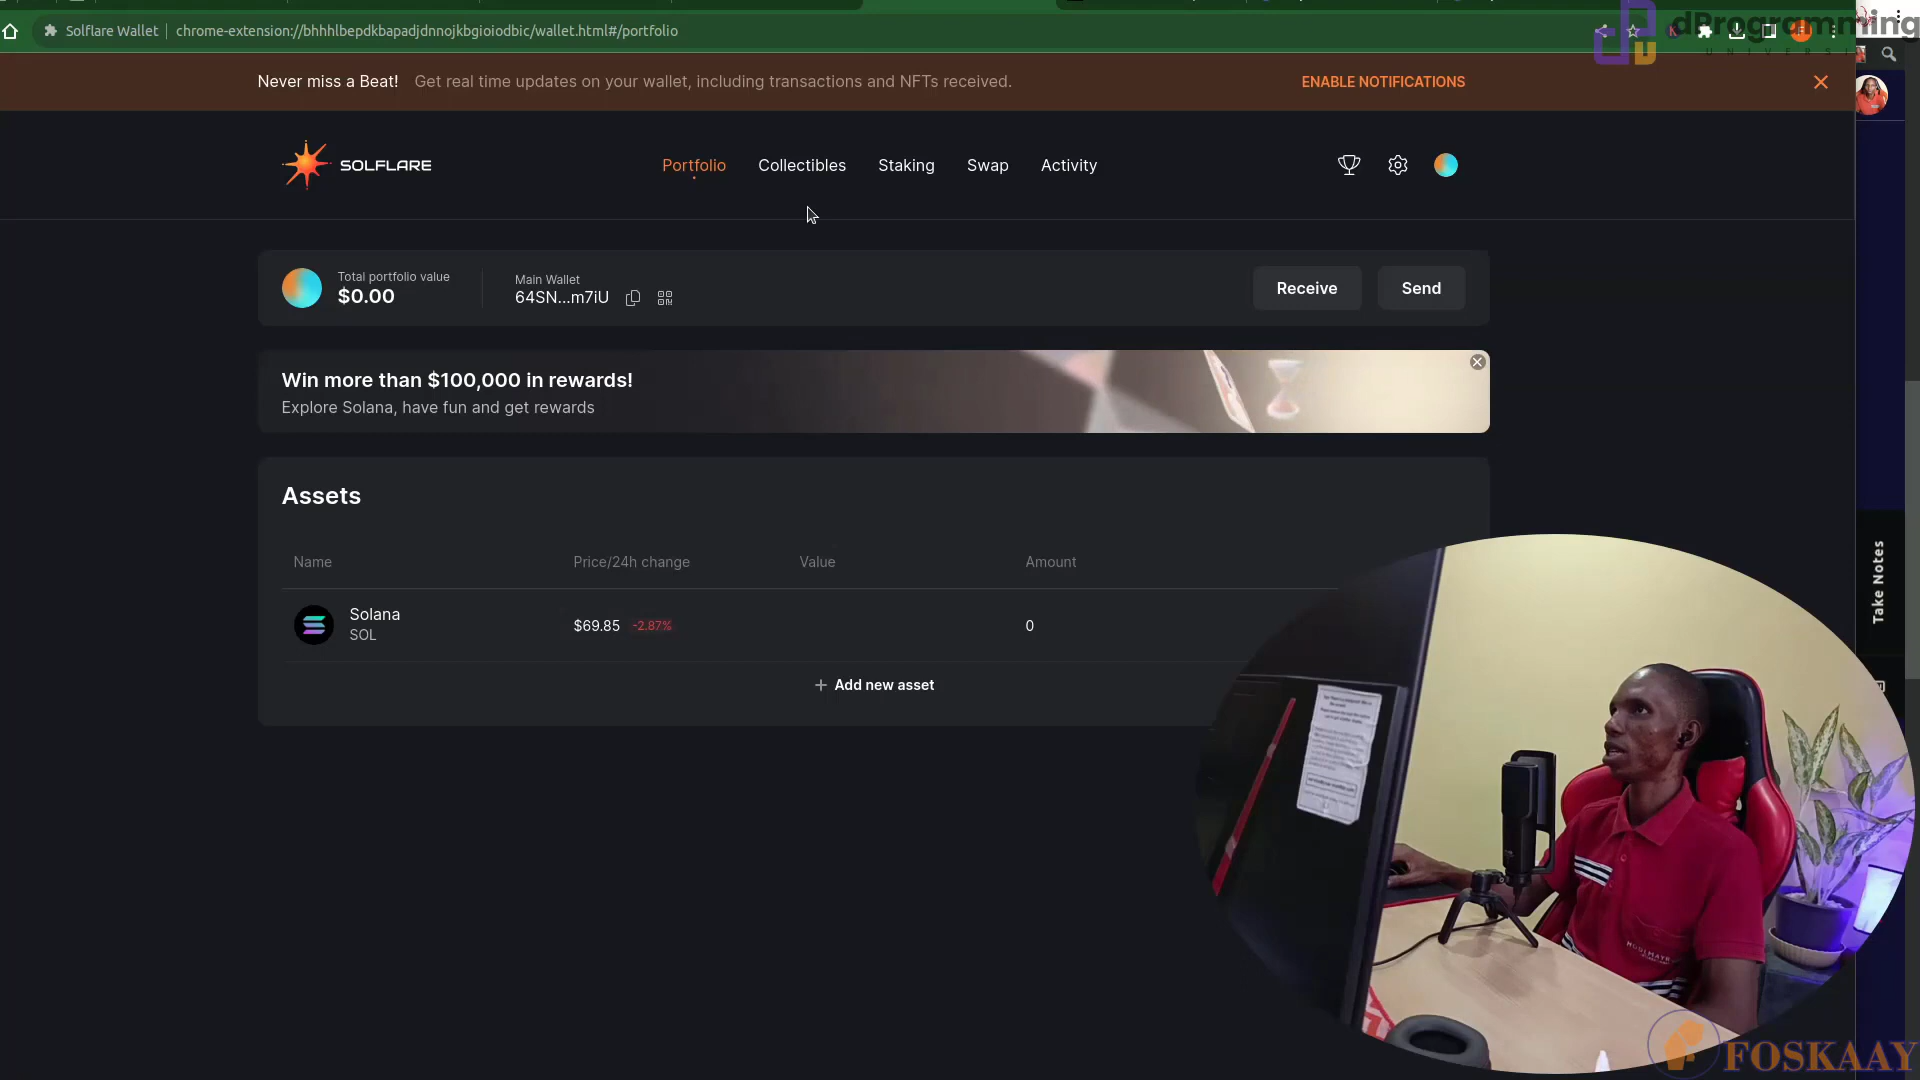 dProgramming
UNIVERSI
Solflare Wallet
chrome-extension://bhhhlbepdkbapadjdnnojkbgioiodbic/wallet.html#/portfolio
Never miss a Beat!
Get real time updates on your wallet, including transactions and NFTs received.
ENABLE NOTIFICATIONS
SOLFLARE
Portfolio
Collectibles
Staking
Swap
Activity
Total portfolio value
$0.00
Main Wallet
64SN...m7iU
Receive
Send
Win more than $100,000 in rewards!
Explore Solana, have fun and get rewards
Assets
Name
Price/24h change
Value
Amount
Solana
SOL
$69.85
-2.87%
0
Add new asset
Take Notes
FOSKAAY